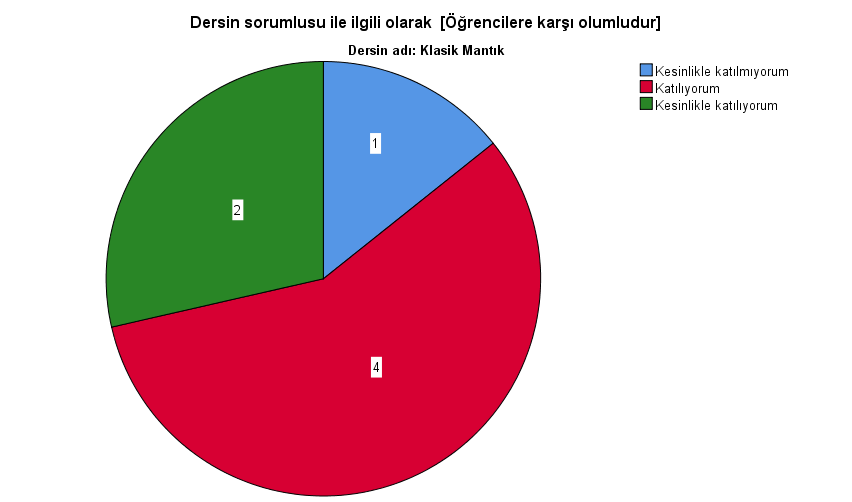 Dersin sorumlusu ile ilgili olarak [Öğrencilere karşı olumludur]
Dersin adı: Klasik Mantık
Kesinlikle katılmıyorum
Katılıyorum
Kesinlikle katılıyorum
1
2
4